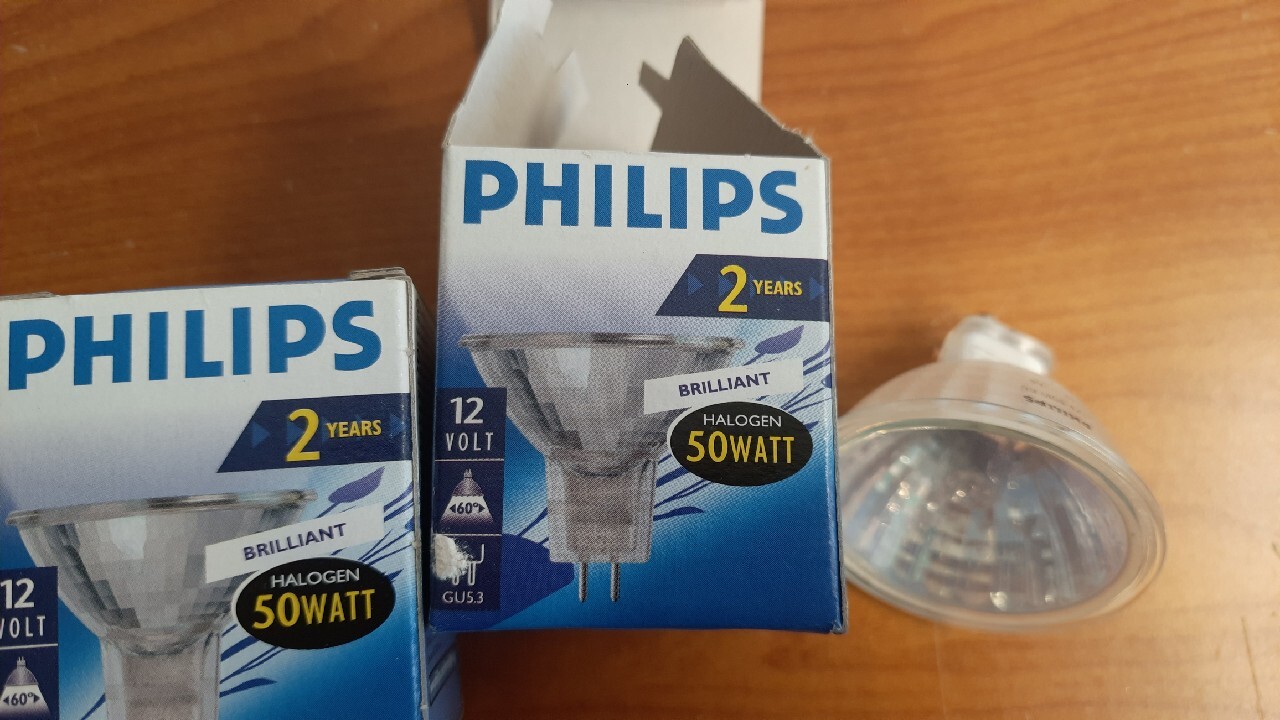 PHILIPS
2 YEARS
BRILLIANT
HALOGEN
50WATT
12
VOLT
60°
PHILIPS
2 YEARS
BRILLIANT
HALOGEN
50WATT
12
VOLT
60°
GU5.3
PHILIPS